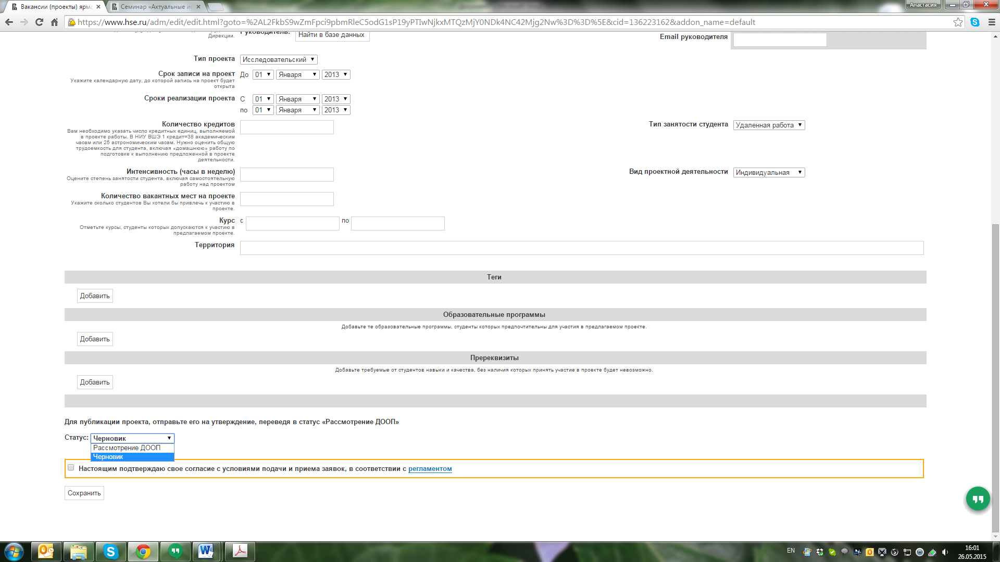 Вакансии (проекты) ярма
Семинар «Актуальные ис
Анастасия
https://www.hse.ru/adm/edit/edit.html?goto=%2AL2FkbS9wZmFpci9pbmRleC5odG1sP19yPTIwNjkxMTQzMjY0NDk4NC42Mjg2Nw%3D%3D%5E&cid=136223162&addon_name=default
Дирекции.
Руководитель:
Найти в базе данных
Email руководителя
Тип проекта
Исследовательский
Срок записи на проект
До 01 Января 2013
Укажите календарную дату, до которой запись на проект будет
открыта
Сроки реализации проекта
С 01 Января 2013
по 01 Января 2013
Количество кредитов
Вам необходимо указать число кредитных единиц, выполняемой
в проекте работы. В НИУ ВШЭ 1 кредит=38 академическим
часам или 25 астрономическим часам. Нужно оценить общую
трудоемкость для студента, включая «домашнюю» работу по
подготовке к выполнению предложенной в проекте
деятельности.
Тип занятости студента
Удаленная работа
Интенсивность (часы в неделю)
Оцените степень занятости студента, включая самостоятельную
работу над проектом
Вид проектной деятельности
Индивидуальная
Количество вакантных мест на проекте
Укажите сколько студентов Вы хотели бы привлечь к участию в
проекте.
Курс
с
по
Отметьте курсы, студенты которых допускаются к участию в
предлагаемом проекте.
Территория
Теги
Добавить
Образовательные программы
Добавьте те образовательные программы, студенты которых предпочтительны для участия в предлагаемом проекте.
Добавить
Пререквизиты
Добавьте требуемые от студентов навыки и качества, без наличия которых принять участие в проекте будет невозможно.
Добавить
Для публикации проекта, отправьте его на утверждение, переведя в статус «Рассмотрение ДООП»
Статус: Черновик
Рассмотрение ДООП
Черновик
Настоящим подтверждаю свое согласие с условиями подачи и приема заявок, в соответствии с регламентом
Сохранить
EN
16:01
26.05.2015